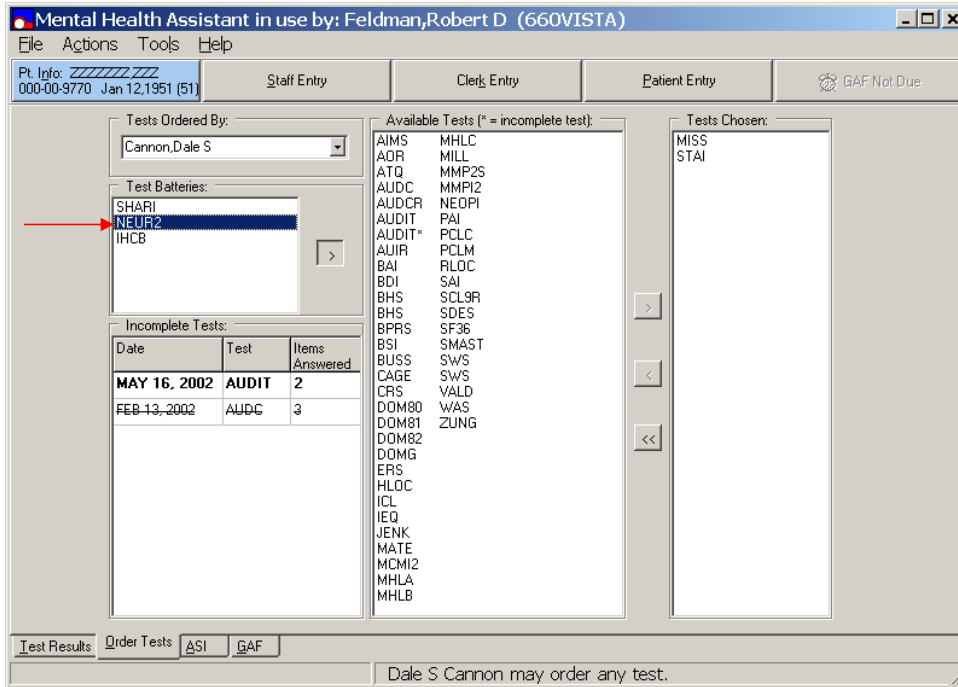 Mental Health Assistant in use by: Feldman,Robert D (660VISTA)
File Actions Tools Help
Pt. Info: ZZZZZZZZ,ZZZ
000-00-9770 Jan 12,1951 (51)
Staff Entry
Clerk Entry
Patient Entry
GAF Not Due
Tests Ordered By:
Cannon,Dale S
Test Batteries:
SHARI
NEUR2
IHCB
>
Incomplete Tests:
Date Test Items Answered
MAY 16, 2002 AUDIT 2
FEB 13, 2002 AUDC 3
Available Tests (* = incomplete test):
AIMS MHLC
AOR MILL
ATQ MMP2S
AUDC MMPI2
AUDCR NEOPI
AUDIT PAI
AUDIT* PCLC
AUIR PCLM
BAI RLOC
BDI SAI
BHS SCL9R
BHS SDES
BPRS SF36
BSI SMAST
BUSS SWS
CAGE SWS
CRS VALD
DOM80 WAS
DOM81 ZUNG
DOM82
DOMG
ERS
HLOC
ICL
IEQ
JENK
MATE
MCMI2
MHLA
MHLB
>
<
<<
Tests Chosen:
MISS
STAI
Test Results Order Tests ASI GAF
Dale S Cannon may order any test.